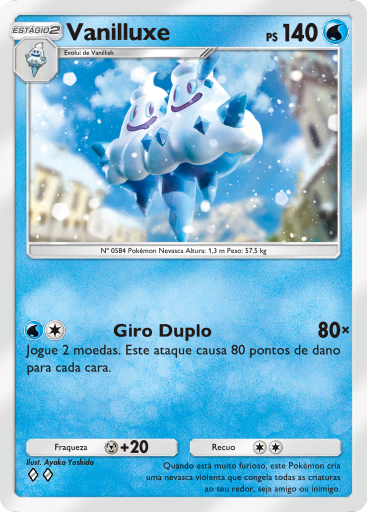 ESTÁGIO 2
Vanilluxe
PS 140
Evolui de Vanillish
Nº 0584 Pokémon Nevasca Altura: 1,3 m Peso: 57,5 kg
Giro Duplo 80×
Jogue 2 moedas. Este ataque causa 80 pontos de dano
para cada cara.
Fraqueza +20 Recuo
Ilust. Ayaka Yoshida
Quando está muito furioso, este Pokémon cria
uma nevasca violenta que congela todas as criaturas
ao seu redor, seja amigo ou inimigo.